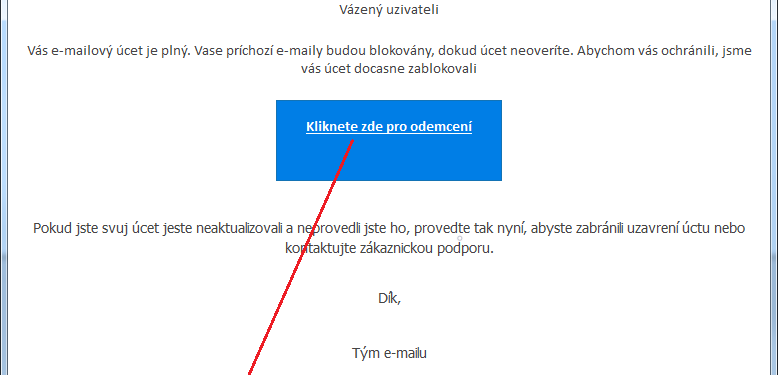 Vázený uzivateli
Vás e-mailový úcet je plný. Vase príchozí e-maily budou blokovány, dokud úcet neoveríte. Abychom vás ochránili, jsme
vás úcet docasne zablokovali
Kliknete zde pro odemcení
Pokud jste svuj úcet jeste neaktualizovali a neprovedli jste ho, provedte tak nyní, abyste zabránili uzavrení úctu nebo
kontaktujte zákaznickou podporu.
Dík,
Tým e-mailu